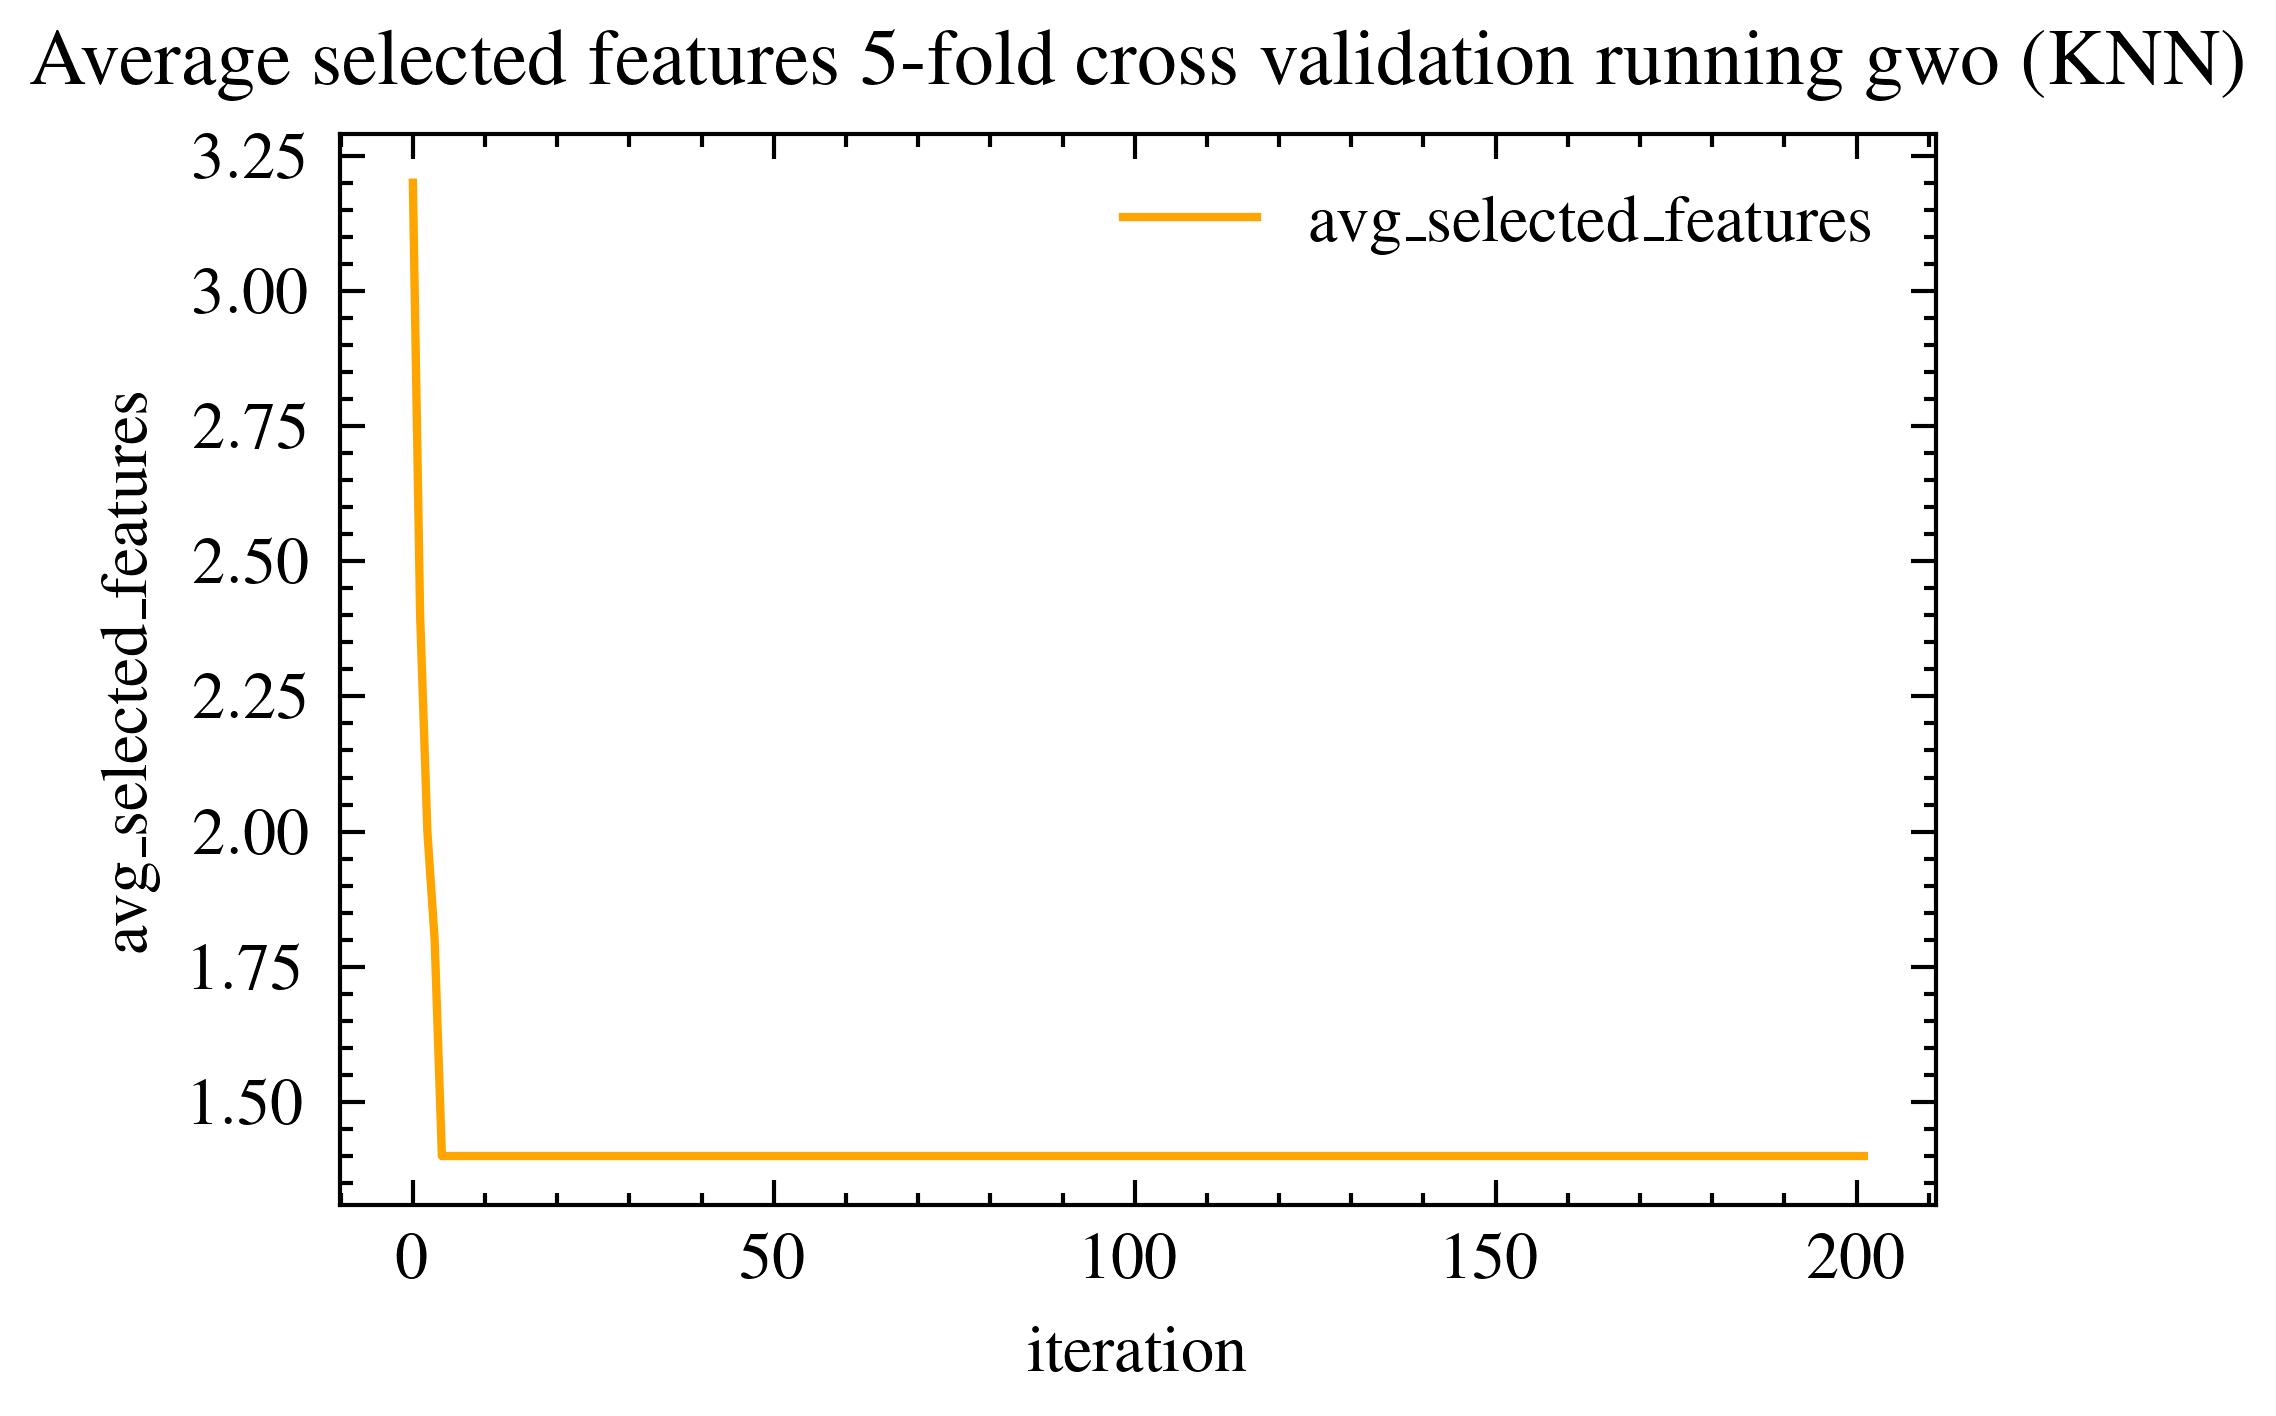 Average selected features 5-fold cross validation running gwo (KNN)
avg_selected_features
3.25
3.00
2.75
2.50
2.25
2.00
1.75
1.50
avg_selected_features
0 50 100 150 200
iteration